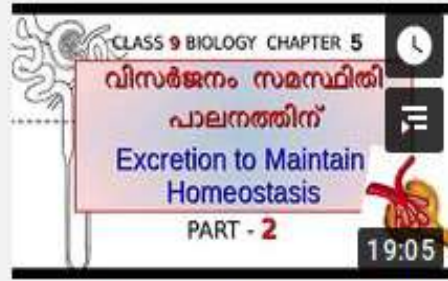 CLASS 9 BIOLOGY CHAPTER 5
വിസർജനം സമസ്ഥിതി
പാലനത്തിന്
Excretion to Maintain
Homeostasis
PART - 2
19:05